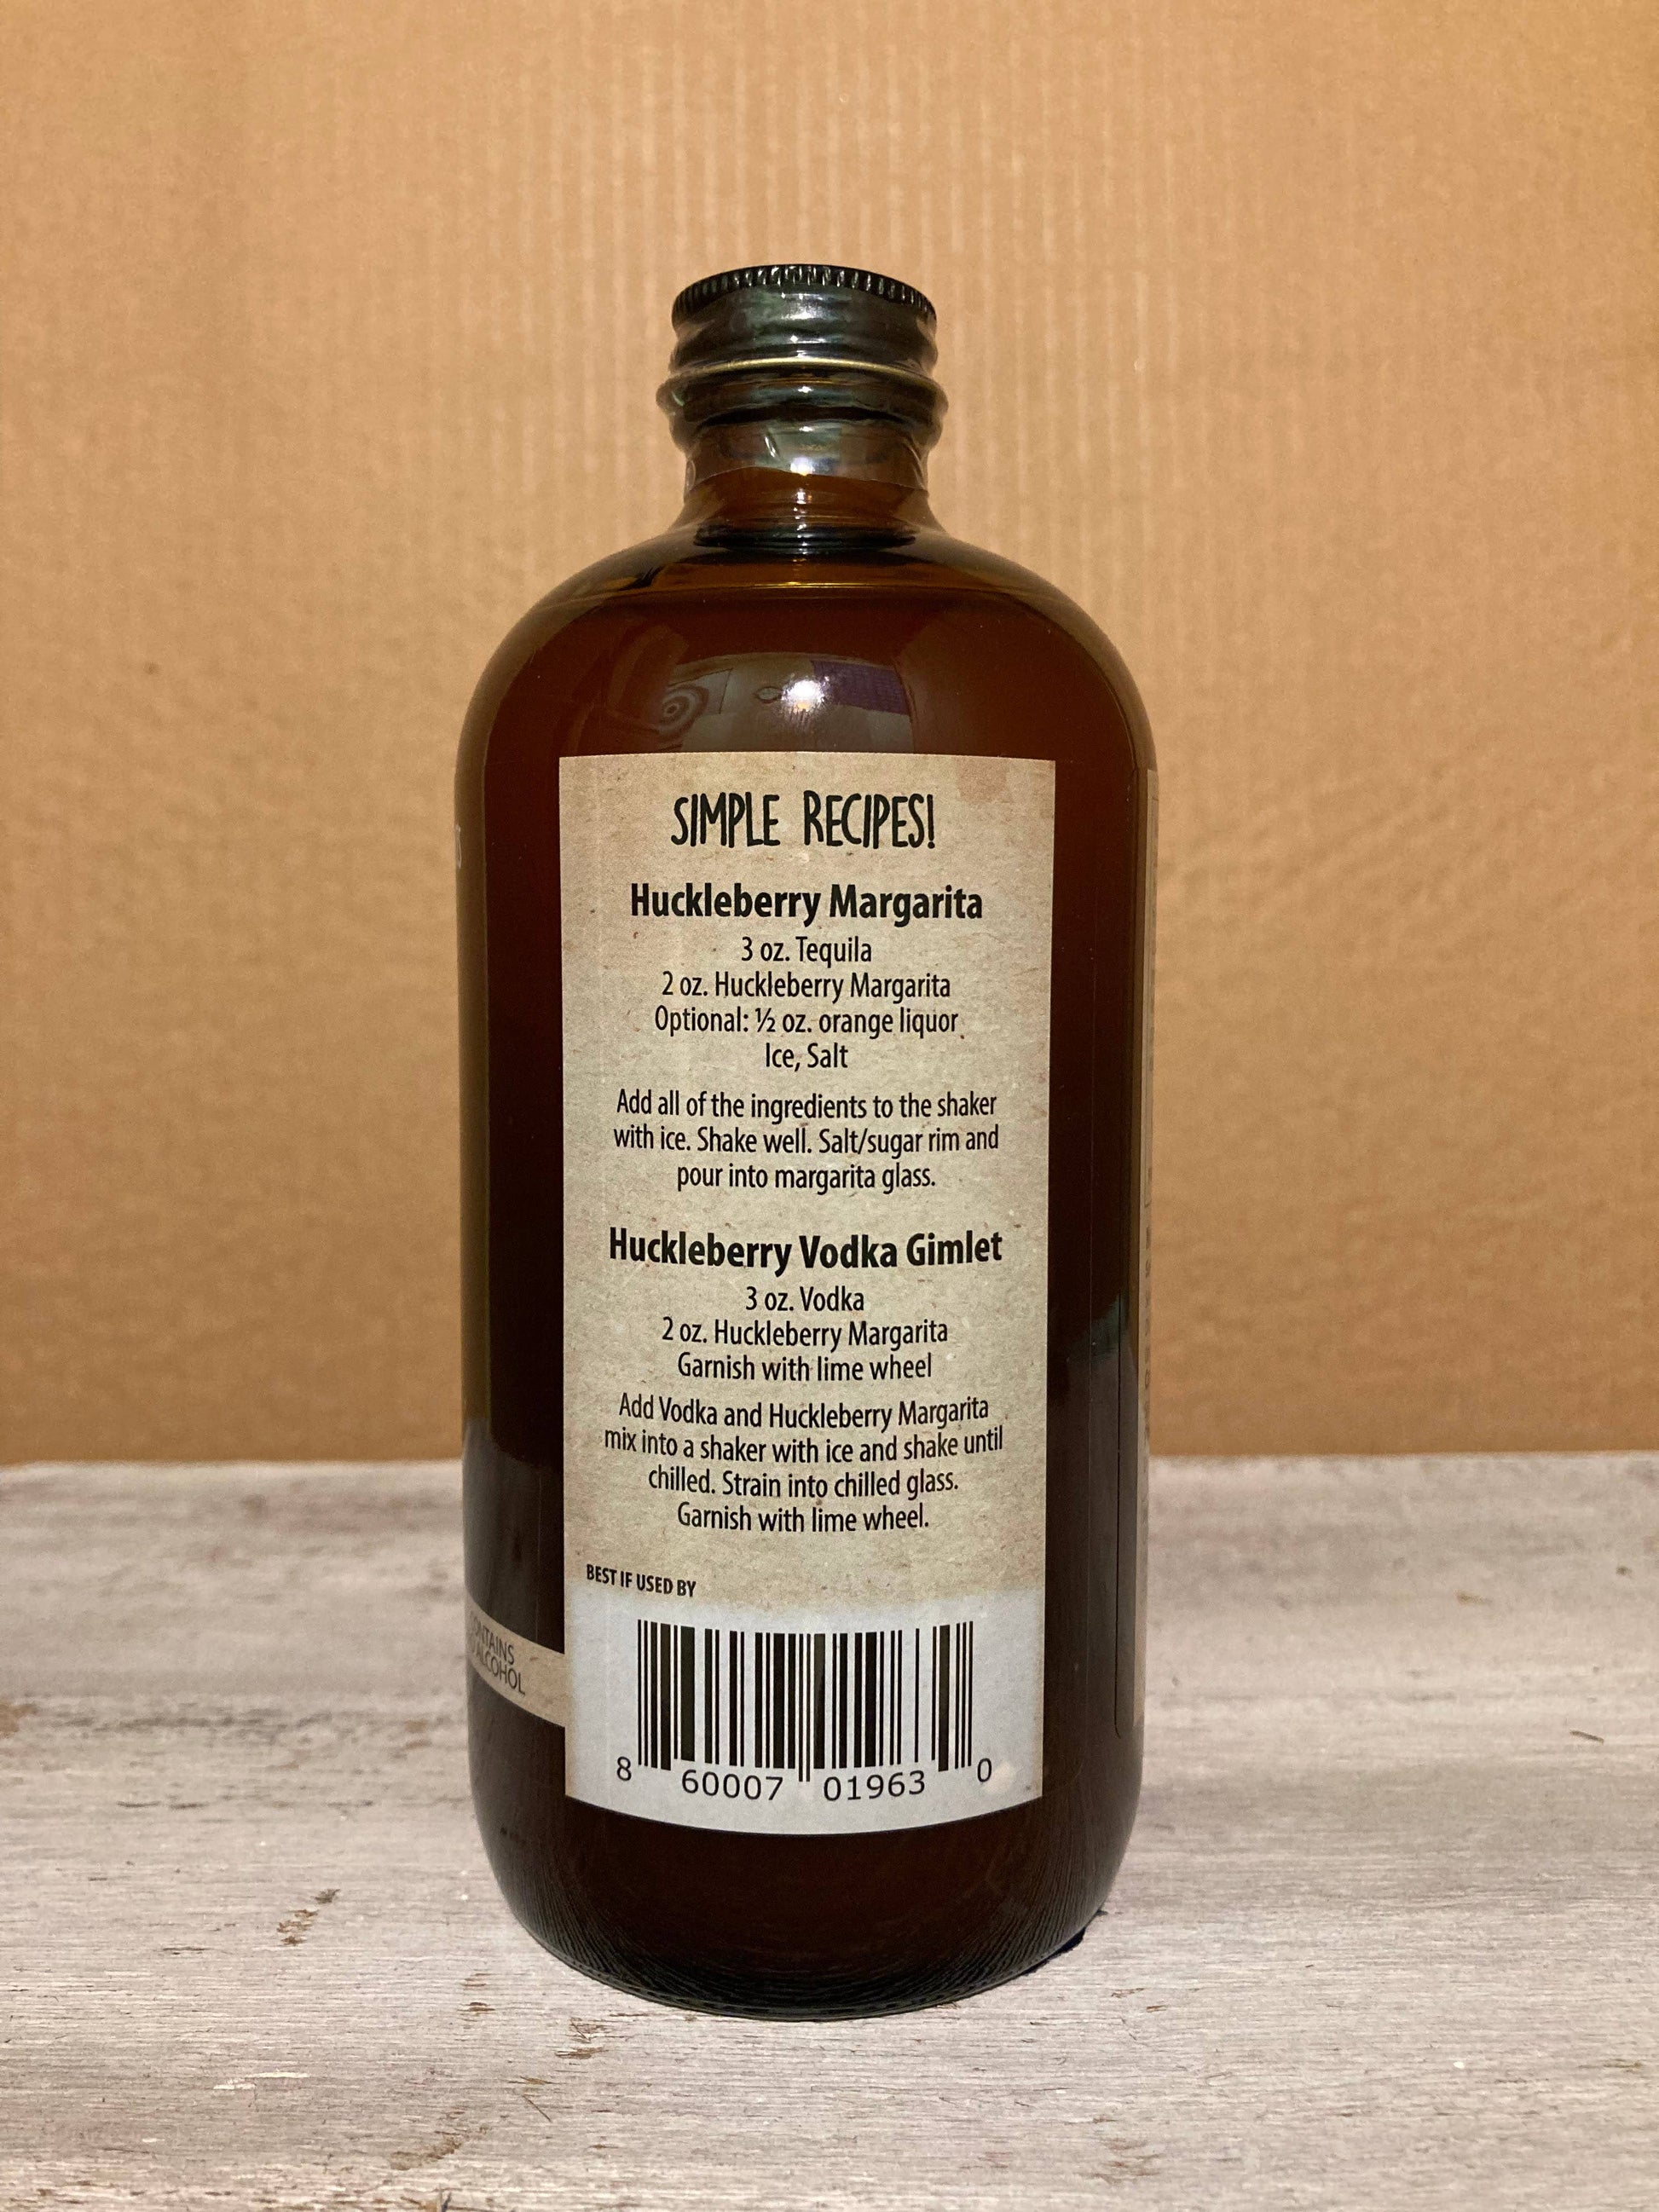 SIMPLE RECIPES!
Huckleberry Margarita
3 oz. Tequila
2 oz. Huckleberry Margarita
Optional: ½ oz. orange liquor
Ice, Salt
Add all of the ingredients to the shaker
with ice. Shake well. Salt/sugar rim and
pour into margarita glass.
Huckleberry Vodka Gimlet
3 oz. Vodka
2 oz. Huckleberry Margarita
Garnish with lime wheel
Add Vodka and Huckleberry Margarita
mix into a shaker with ice and shake until
chilled. Strain into chilled glass.
Garnish with lime wheel.
BEST IF USED BY
8 60007 01963 0
ALCOHOL